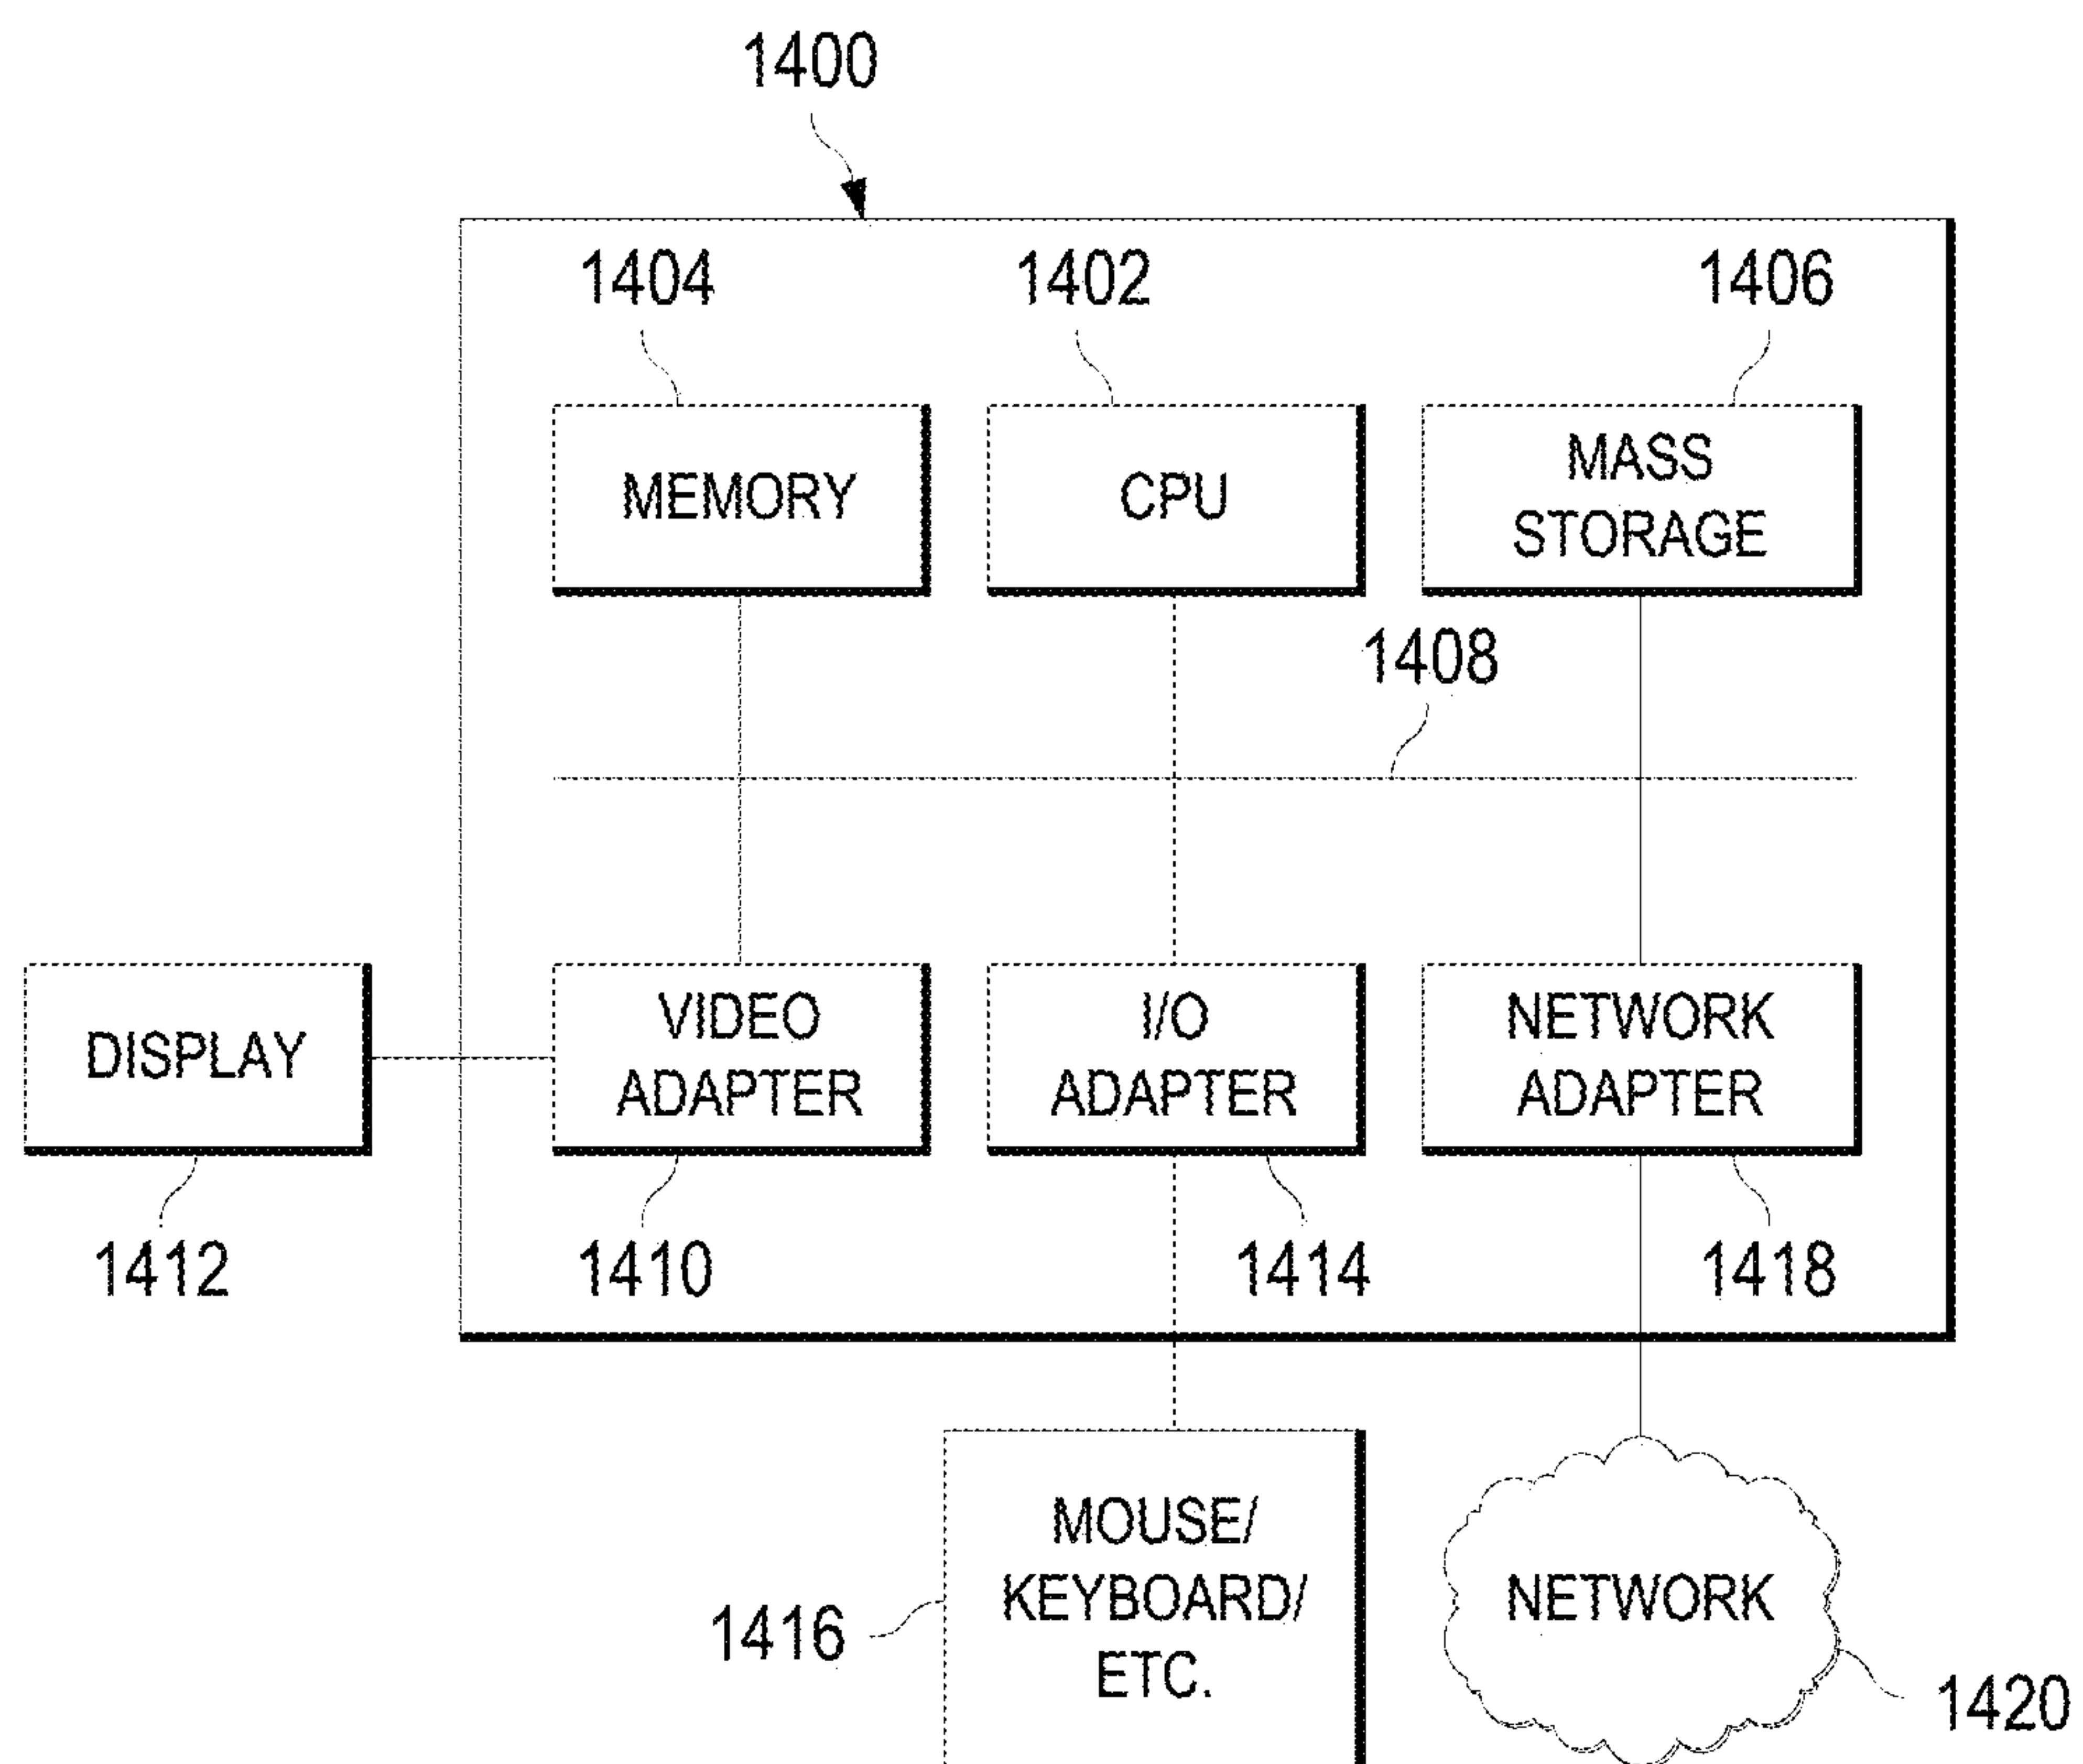 1400
1404
1402
1406
MEMORY
CPU
MASS
STORAGE
1408
DISPLAY
VIDEO
ADAPTER
I/O
ADAPTER
NETWORK
ADAPTER
1412
1410
1414
1418
MOUSE/
KEYBOARD/
ETC.
1416
NETWORK
1420